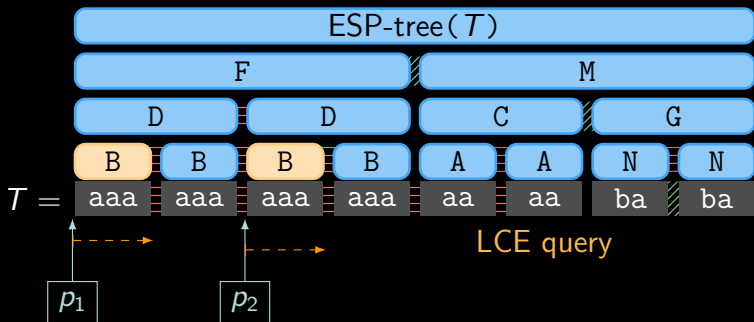 ESP-tree(T)
F M
D D C G
B B B B A A N N
T = aaa aaa aaa aaa aa aa ba ba
LCE query
p1 p2